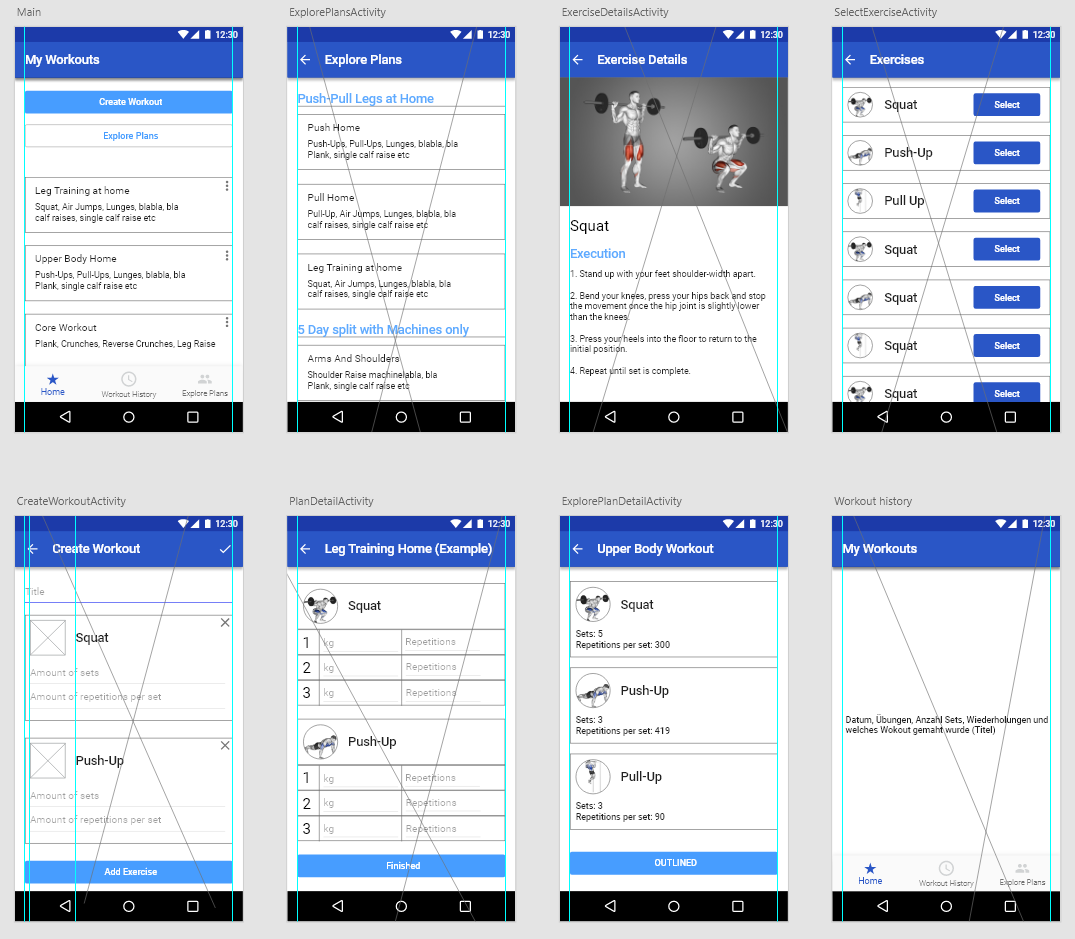 Main
12:30
My Workouts
Create Workout
Explore Plans
Leg Training at home
Squat, Air Jumps, Lunges, blabla, bla
calf raises, single calf raise etc
Upper Body Home
Push-Ups, Pull-Ups, Lunges, blabla, bla
Plank, single calf raise etc
Core Workout
Plank, Crunches, Reverse Crunches, Leg Raise
Home
Workout History
Explore Plans
ExplorePlansActivity
12:30
Explore Plans
Push-Pull Legs at Home
Push Home
Push-Ups, Pull-Ups, Lunges, blabla, bla
Plank, single calf raise etc
Pull Home
Pull-Up, Air Jumps, Lunges, blabla, bla
calf raises, single calf raise etc
Leg Training at home
Squat, Air Jumps, Lunges, blabla, bla
calf raises, single calf raise etc
5 Day split with Machines only
Arms And Shoulders
Shoulder Raise machinelabla, bla
Plank, single calf raise etc
ExerciseDetailsActivity
12:30
Exercise Details
Squat
Execution
1. Stand up with your feet shoulder-width apart.
2. Bend your knees, press your hips back and stop
the movement once the hip joint is slightly lower
than the knees.
3. Press your heels into the floor to return to the
initial position.
4. Repeat until set is complete.
SelectExerciseActivity
12:30
Exercises
Squat
Select
Push-Up
Select
Pull Up
Select
Squat
Select
Squat
Select
Squat
Select
Squat
Select
CreateWorkoutActivity
12:30
Create Workout
Title
Squat
Amount of sets
Amount of repetitions per set
Push-Up
Amount of sets
Amount of repetitions per set
Add Exercise
PlanDetailActivity
12:30
Leg Training Home (Example)
Squat
1 kg Repetitions
2 kg Repetitions
3 kg Repetitions
Push-Up
1 kg Repetitions
2 kg Repetitions
3 kg Repetitions
Finished
ExplorePlanDetailActivity
12:30
Upper Body Workout
Squat
Sets: 5
Repetitions per set: 300
Push-Up
Sets: 3
Repetitions per set: 419
Pull-Up
Sets: 3
Repetitions per set: 90
OUTLINED
Workout history
12:30
My Workouts
Datum, Übungen, Anzahl Sets, Wiederholungen und
welches Wokout gemaht wurde (Titel)
Home
Workout History
Explore Plans